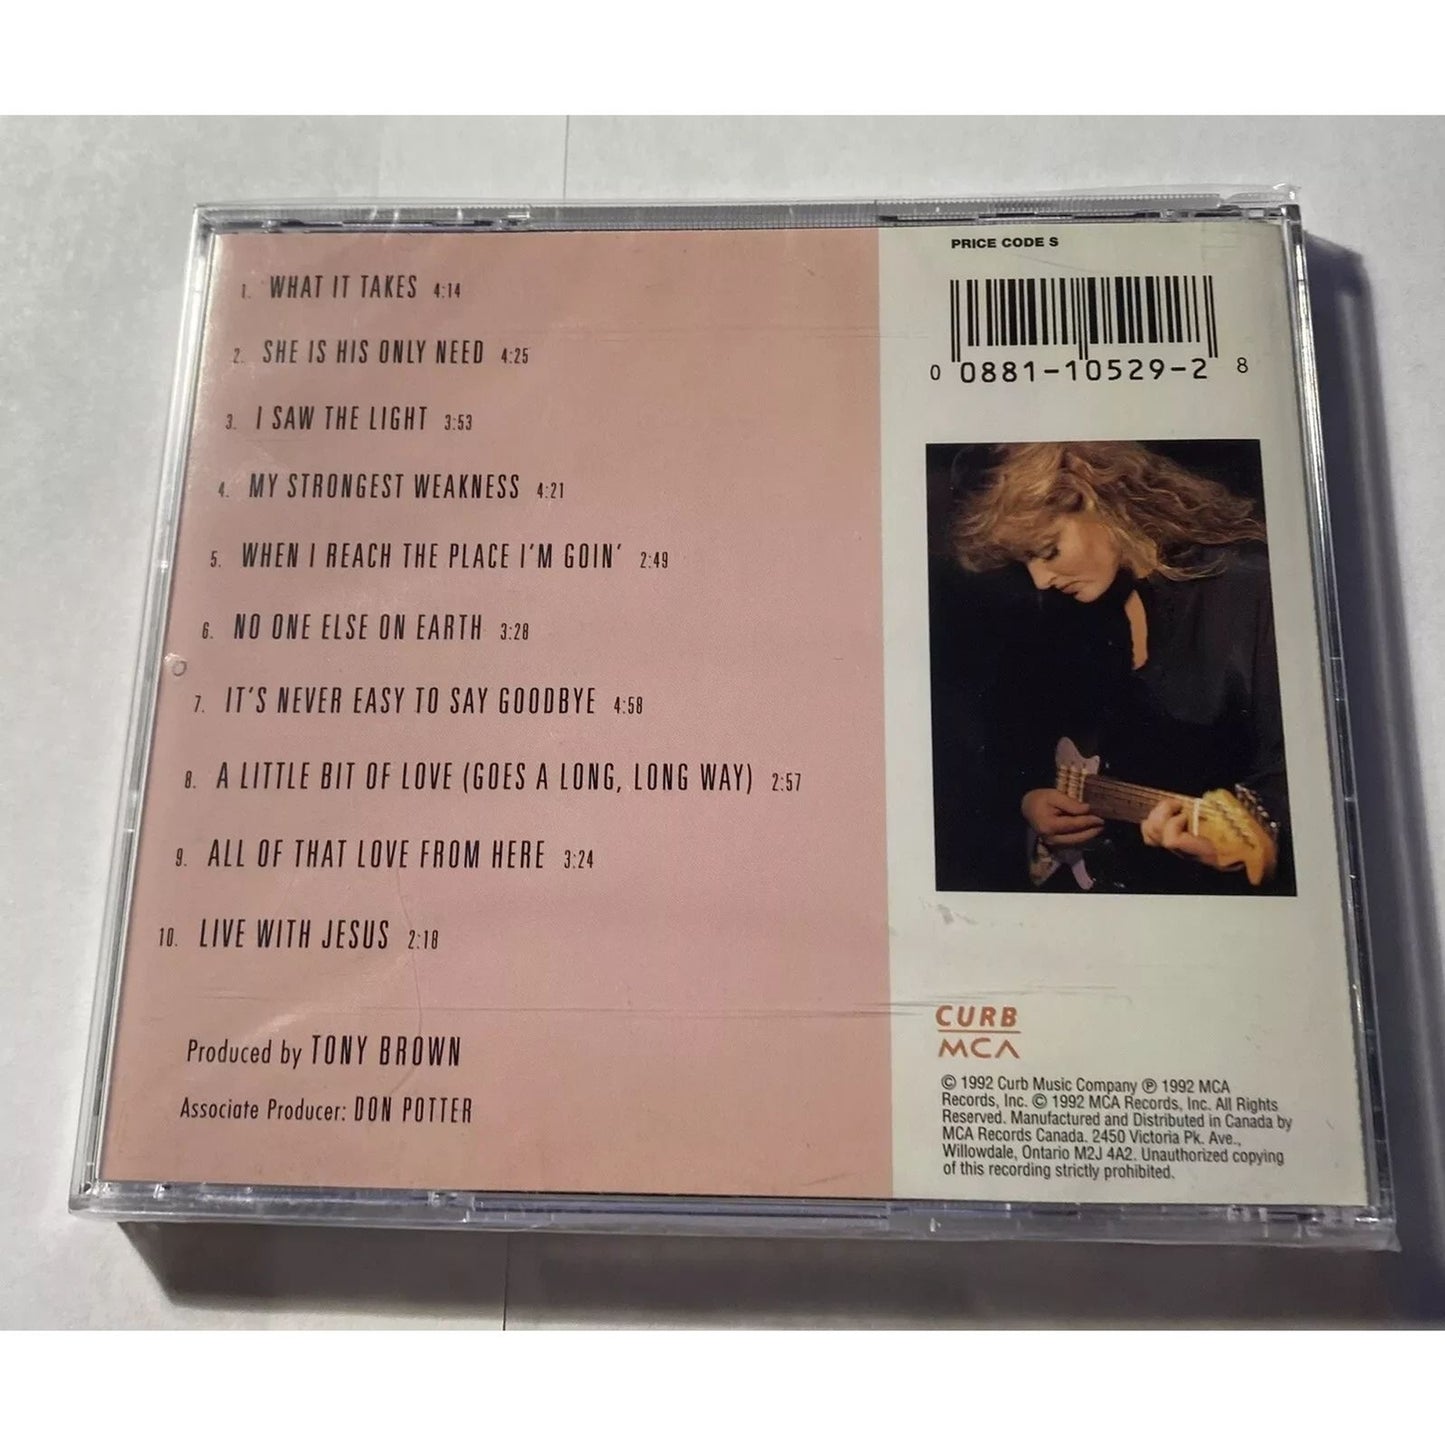 1. WHAT IT TAKES 4:14
2. SHE IS HIS ONLY NEED 4:25
3. I SAW THE LIGHT 3:53
4. MY STRONGEST WEAKNESS 4:21
5. WHEN I REACH THE PLACE I'M GOIN' 2:49
6. NO ONE ELSE ON EARTH 3:28
7. IT'S NEVER EASY TO SAY GOODBYE 4:58
8. A LITTLE BIT OF LOVE (GOES A LONG, LONG WAY) 2:57
9. ALL OF THAT LOVE FROM HERE 3:24
10. LIVE WITH JESUS 2:18
Produced by TONY BROWN
Associate Producer: DON POTTER
PRICE CODE S
0 0881-10529-2 8
CURB
MCA
© 1992 Curb Music Company ℗ 1992 MCA
Records, Inc. © 1992 MCA Records, Inc. All Rights
Reserved. Manufactured and Distributed in Canada by
MCA Records Canada. 2450 Victoria Pk. Ave.,
Willowdale, Ontario M2J 4A2. Unauthorized copying
of this recording strictly prohibited.